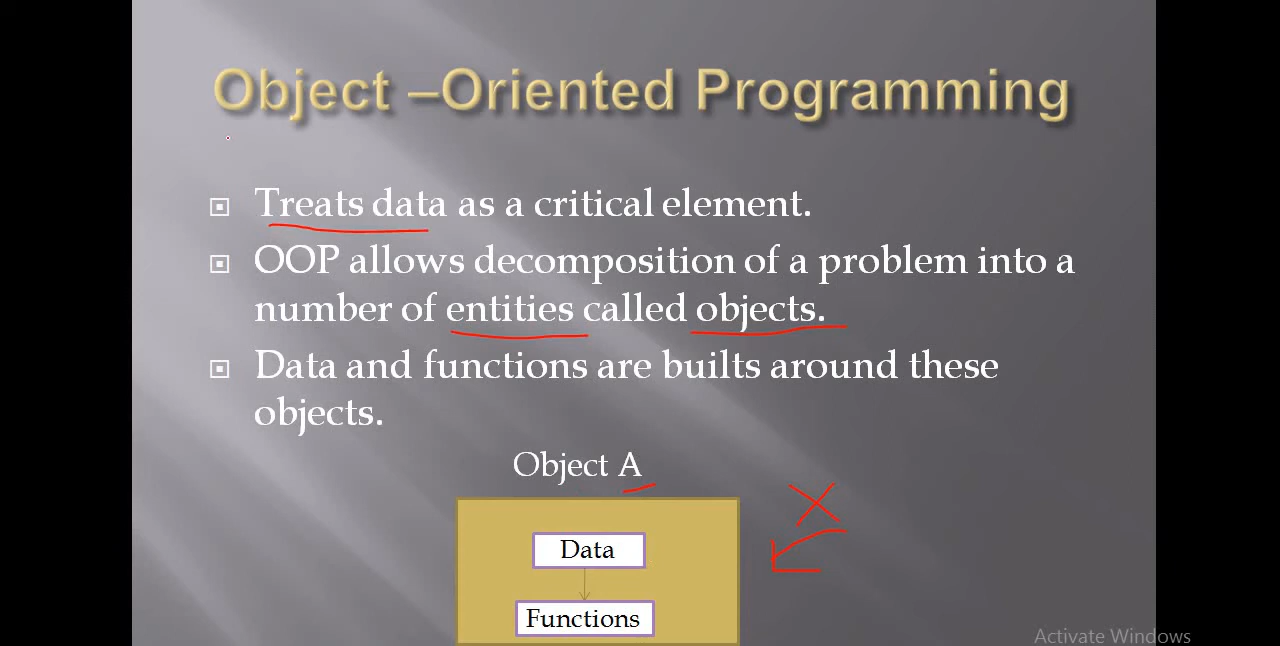 Object –Oriented Programming
Treats data as a critical element.
OOP allows decomposition of a problem into a
number of entities called objects.
Data and functions are builts around these
objects.
Object A
Data
Functions
Activate Windows